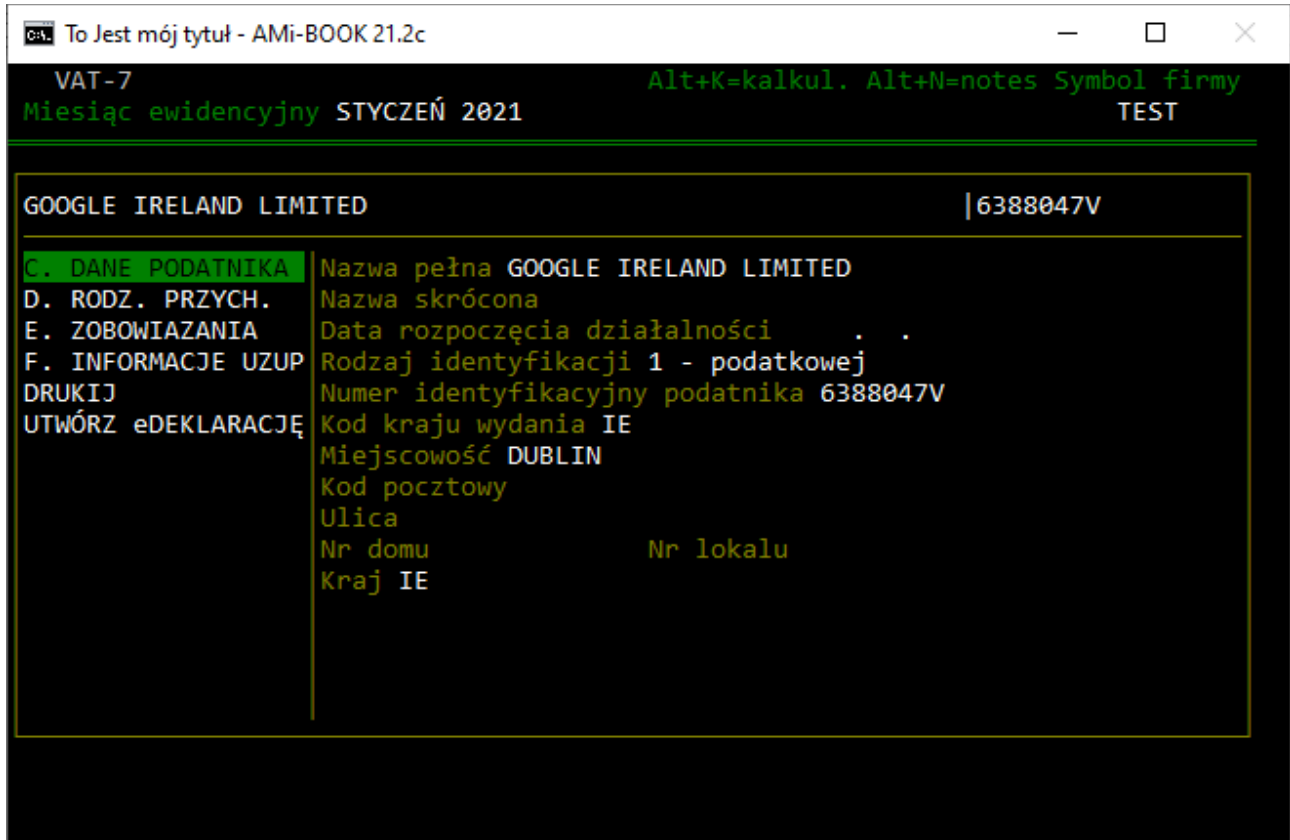 To Jest mój tytuł - AMi-BOOK 21.2c
VAT-7 Alt+K=kalkul. Alt+N=notes Symbol firmy
Miesiąc ewidencyjny STYCZEŃ 2021 TEST
GOOGLE IRELAND LIMITED |6388047V
C. DANE PODATNIKA Nazwa pełna GOOGLE IRELAND LIMITED
D. RODZ. PRZYCH. Nazwa skrócona
E. ZOBOWIAZANIA Data rozpoczęcia działalności . .
F. INFORMACJE UZUP Rodzaj identyfikacji 1 - podatkowej
DRUKIJ Numer identyfikacyjny podatnika 6388047V
UTWÓRZ eDEKLARACJĘ Kod kraju wydania IE
Miejscowość DUBLIN
Kod pocztowy
Ulica
Nr domu Nr lokalu
Kraj IE